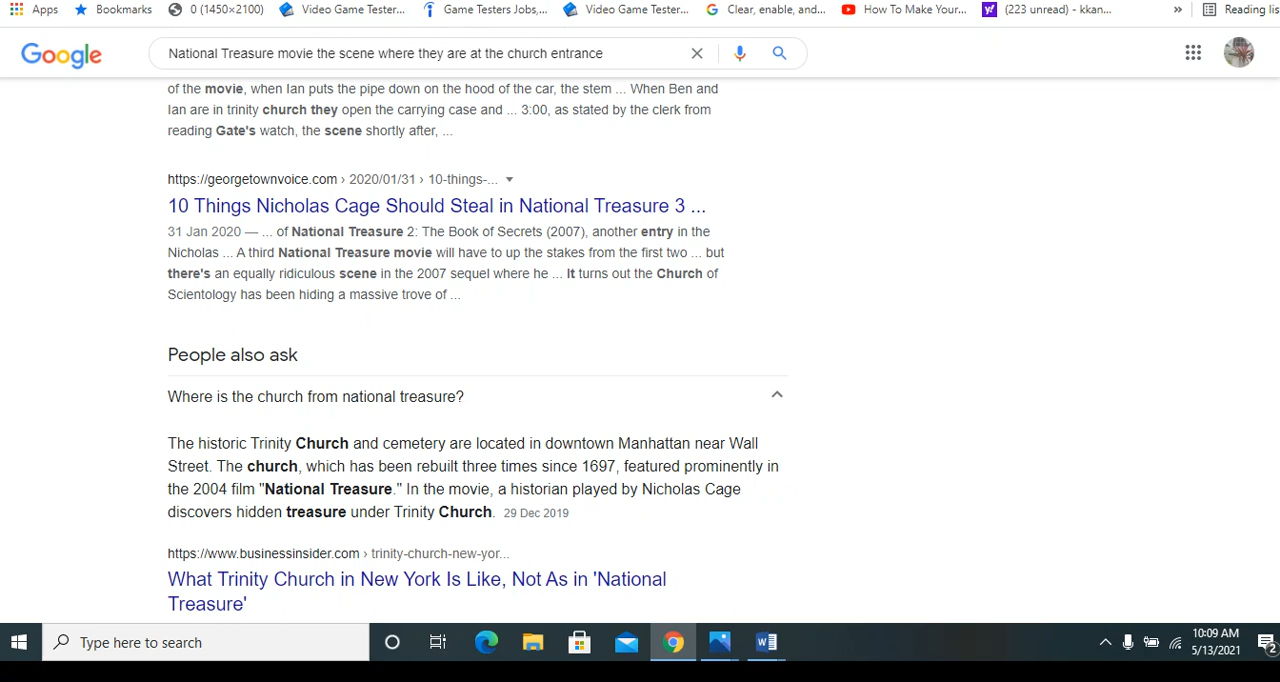 Apps
Bookmarks
0 (1450×2100)
Video Game Tester...
Game Testers Jobs,...
Video Game Tester...
Clear, enable, and...
How To Make Your...
(223 unread) - kkan...
»
Reading lis
Google
National Treasure movie the scene where they are at the church entrance
of the movie, when Ian puts the pipe down on the hood of the car, the stem ... When Ben and
Ian are in trinity church they open the carrying case and ... 3:00, as stated by the clerk from
reading Gate's watch, the scene shortly after, ...
https://georgetownvoice.com › 2020/01/31 › 10-things-...
10 Things Nicholas Cage Should Steal in National Treasure 3 ...
31 Jan 2020 — ... of National Treasure 2: The Book of Secrets (2007), another entry in the
Nicholas ... A third National Treasure movie will have to up the stakes from the first two ... but
there's an equally ridiculous scene in the 2007 sequel where he ... It turns out the Church of
Scientology has been hiding a massive trove of ...
People also ask
Where is the church from national treasure?
The historic Trinity Church and cemetery are located in downtown Manhattan near Wall
Street. The church, which has been rebuilt three times since 1697, featured prominently in
the 2004 film "National Treasure." In the movie, a historian played by Nicholas Cage
discovers hidden treasure under Trinity Church. 29 Dec 2019
https://www.businessinsider.com › trinity-church-new-yor...
What Trinity Church in New York Is Like, Not As in 'National
Treasure'
Type here to search
10:09 AM
5/13/2021
2